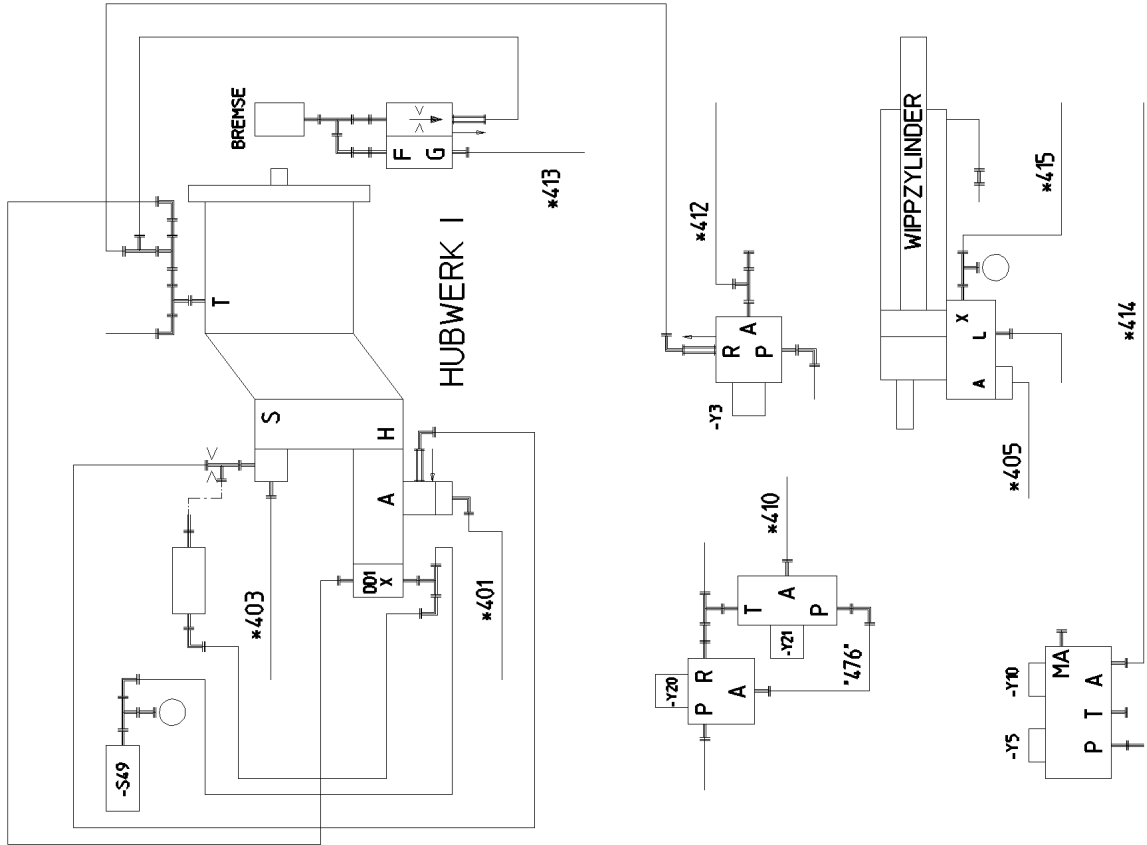 BREMSE
F
G
*413
T
HUBWERK I
S
H
A
DD1
X
*403
*401
-S49
*412
R
A
P
-Y3
WIPPZYLINDER
*415
X
L
A
*405
*410
T
A
P
-Y21
"476"
-Y20
P R
A
*414
MA
-Y10
-Y5
P T A